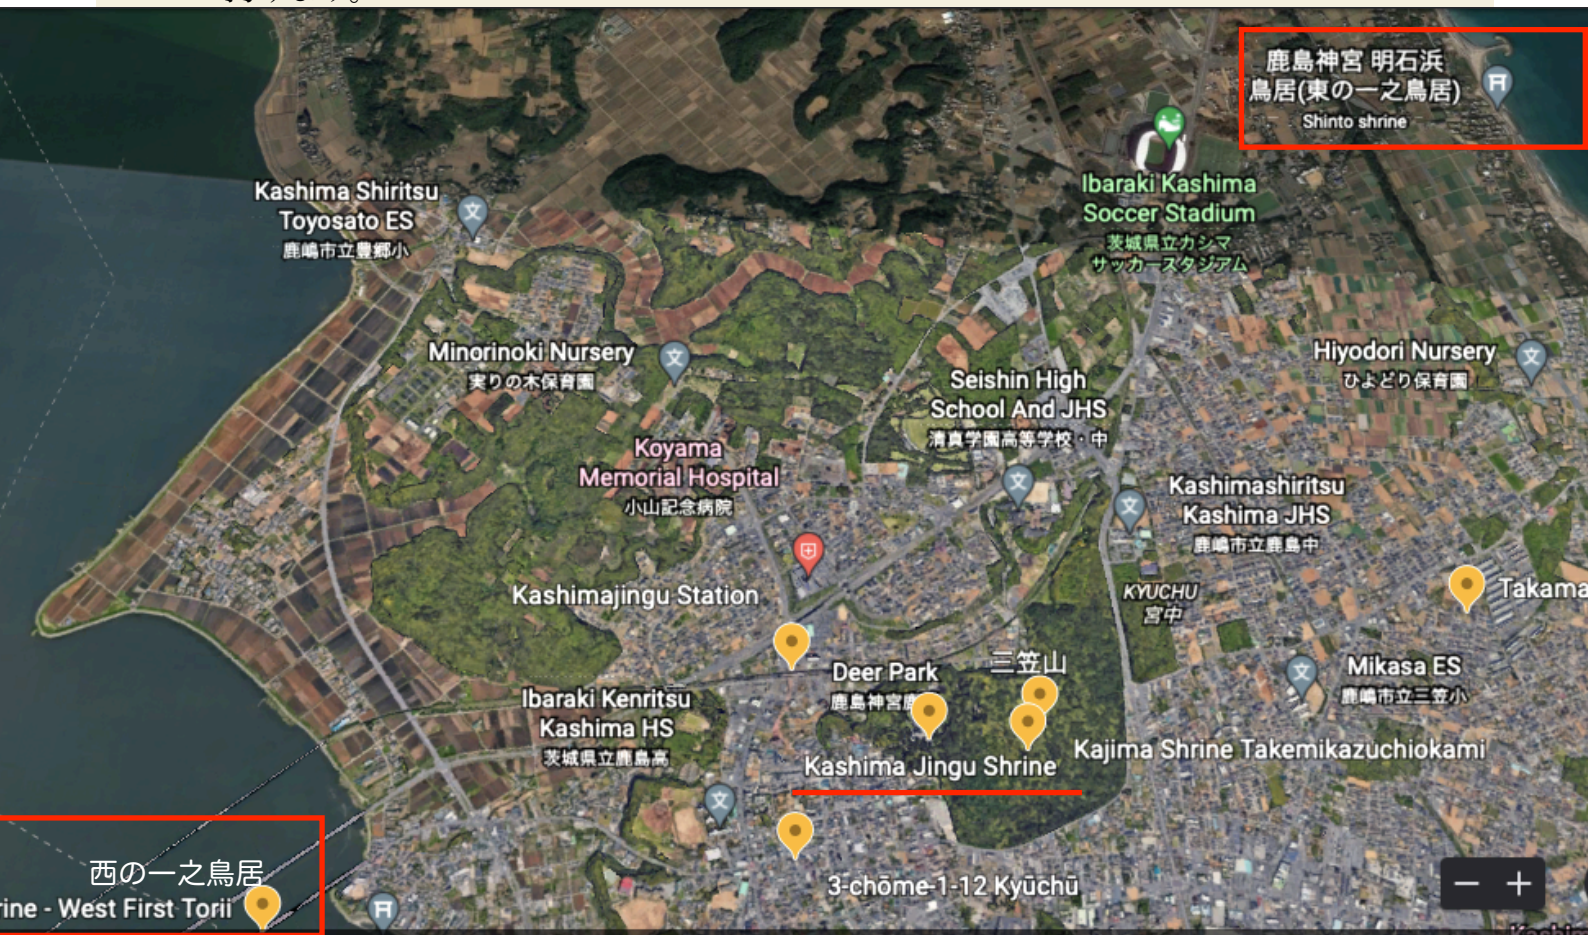 鹿島神宮 明石浜
鳥居(東の一之鳥居)
Shinto shrine
Ibaraki Kashima
Soccer Stadium
茨城県立カシマ
サッカースタジアム
Kashima Shiritsu
Toyosato ES
鹿嶋市立豊郷小
Minorinoki Nursery
実りの木保育園
Hiyodori Nursery
ひよどり保育園
Seishin High
School And JHS
清真学園高等学校・中
Koyama
Memorial Hospital
小山記念病院
Kashimashiritsu
Kashima JHS
鹿嶋市立鹿島中
Kashimajingu Station
KYUCHU
宮中
Takama
Deer Park
鹿島神宮鹿
三笠山
Mikasa ES
鹿嶋市立三笠小
Ibaraki Kenritsu
Kashima HS
茨城県立鹿島高
Kashima Jingu Shrine
Kajima Shrine Takemikazuchiokami
西の一之鳥居
rine - West First Torii
3-chōme-1-12 Kyūchū